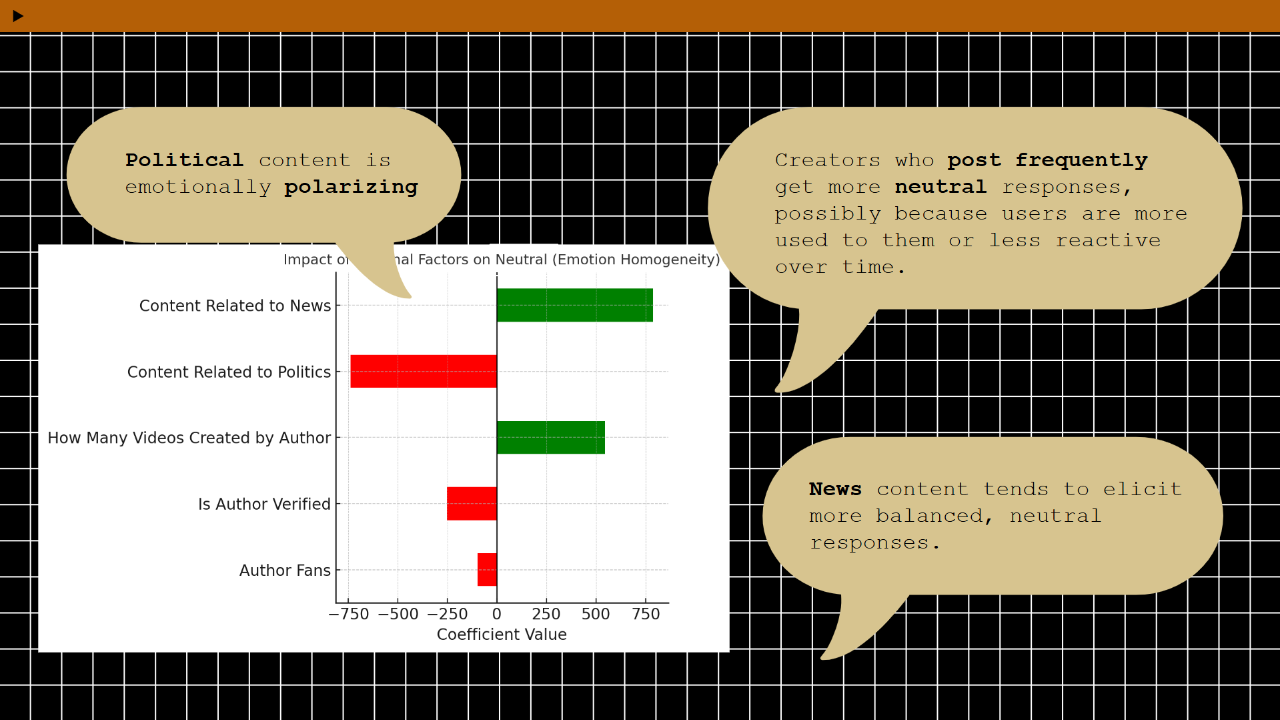 Political content is
emotionally polarizing
Creators who post frequently
get more neutral responses,
possibly because users are more
used to them or less reactive
over time.
Impact nal Factors on Neutral (Emotion Homogeneity)
Content Related to News
Content Related to Politics
How Many Videos Created by Author
Is Author Verified
Author Fans
−750 −500 −250 0 250 500 750
Coefficient Value
News content tends to elicit
more balanced, neutral
responses.